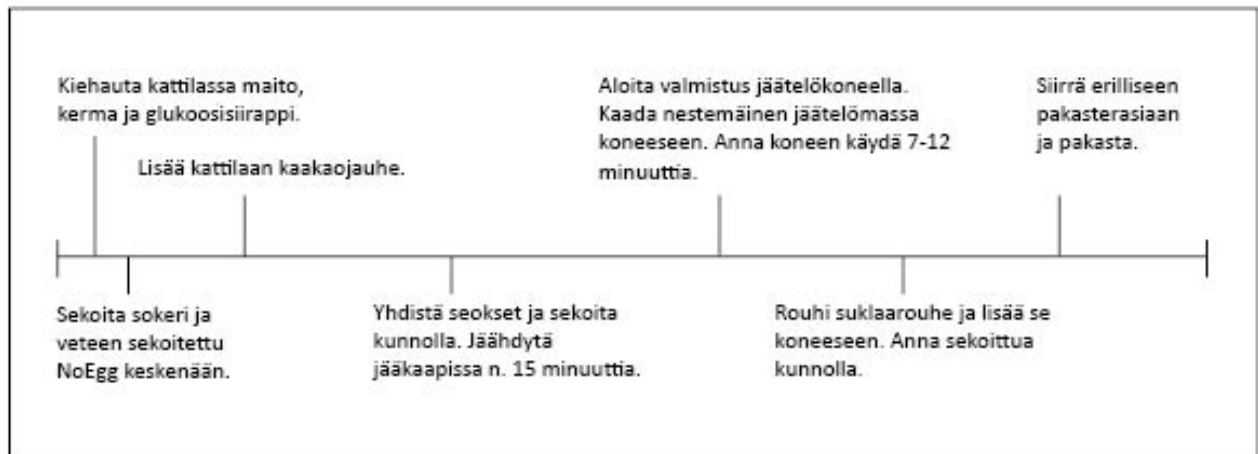 Kiehauta kattilassa maito,
kerma ja glukoosisiirappi.
Sekoita sokeri ja
veteen sekoitettu
NoEgg keskenään.
Lisää kattilaan kaakaojauhe.
Yhdistä seokset ja sekoita
kunnolla. Jäähdytä
jääkaapissa n. 15 minuuttia.
Aloita valmistus jäätelökoneella.
Kaada nestemäinen jäätelömassa
koneeseen. Anna koneen käydä 7-12
minuuttia.
Rouhi suklaarouhe ja lisää se
koneeseen. Anna sekoittua
kunnolla.
Siirrä erilliseen
pakasterasiaan
ja pakasta.